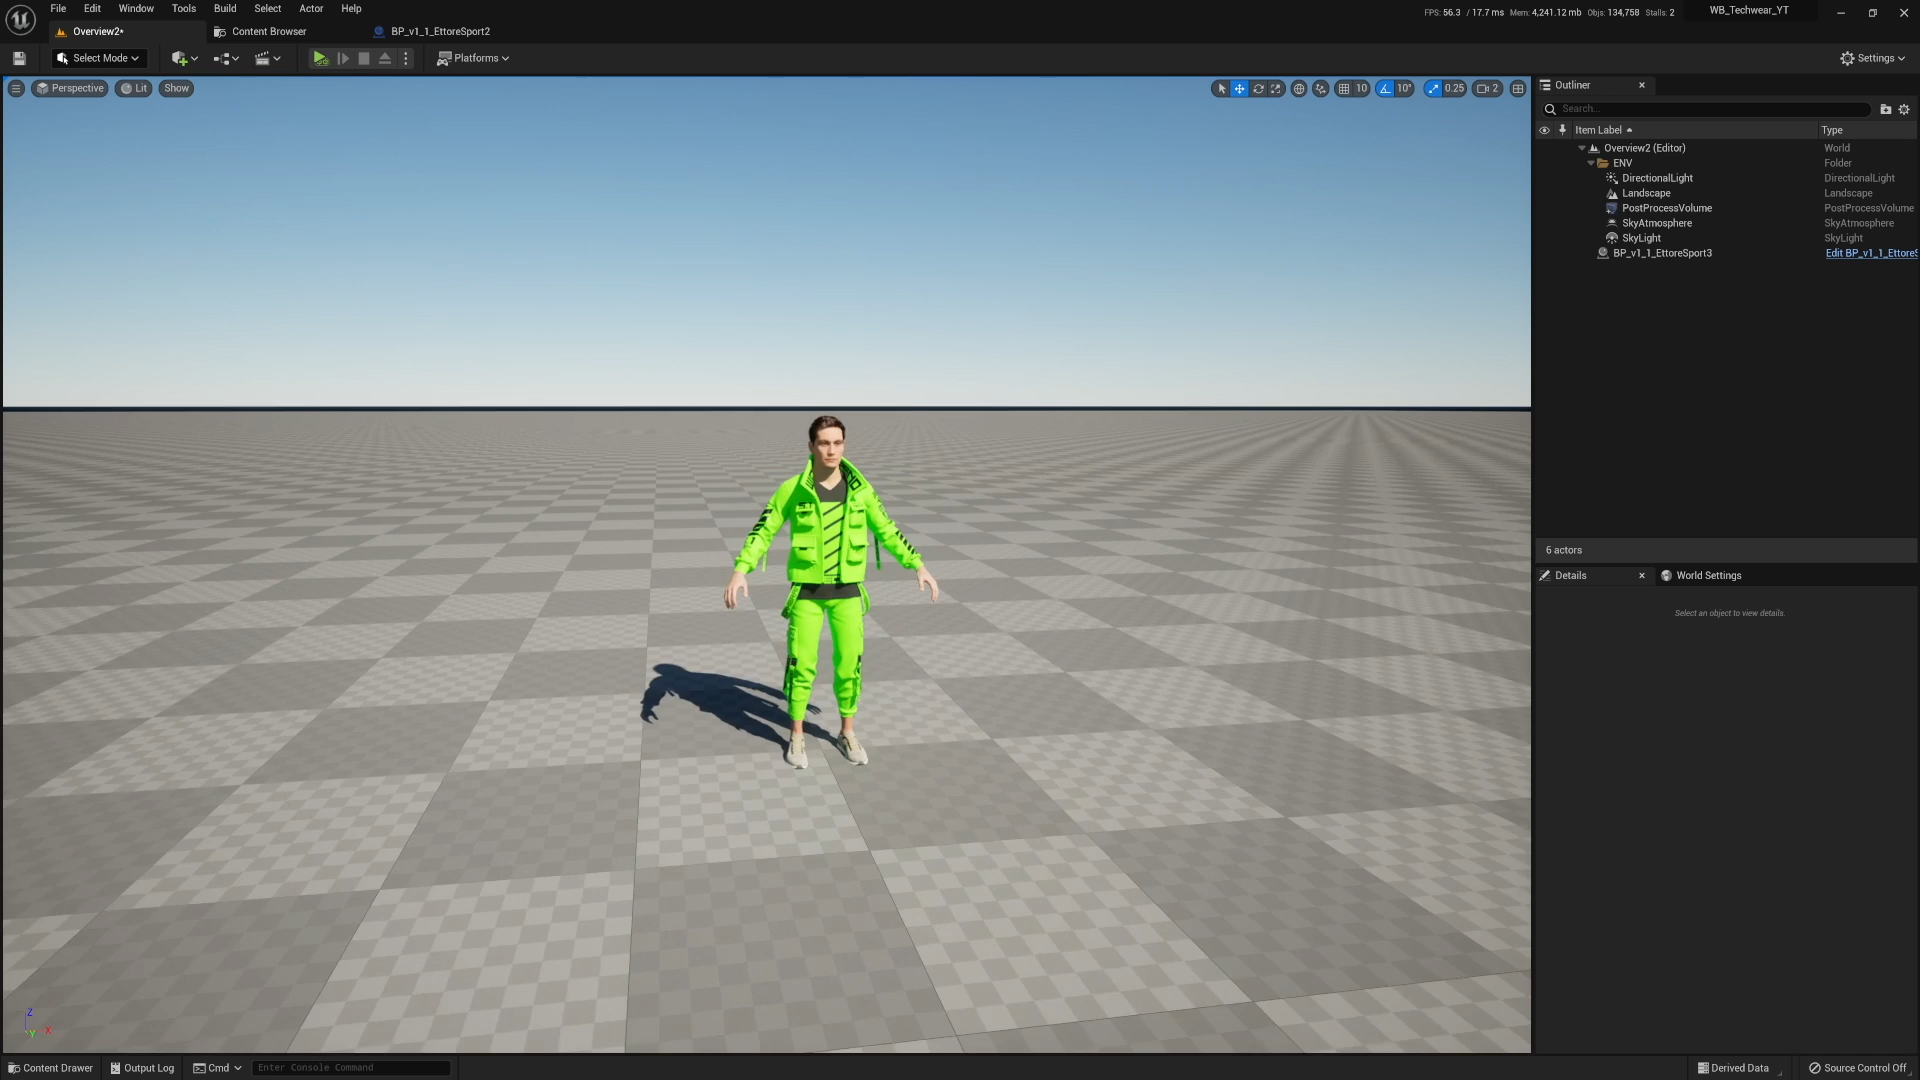 File Edit Window Tools Build Select Actor Help
FPS: 56.3 / 17.7 ms Mem: 4,241.12 mb Objs: 134,758 Stalls: 2
WB_Techwear_YT
Overview2*
Content Browser
BP_v1_1_EttoreSport2
Select Mode
Platforms
Settings
Perspective
Lit
Show
10
10°
0.25
2
Outliner
Search...
Item Label Type
Overview2 (Editor) World
ENV Folder
DirectionalLight DirectionalLight
Landscape Landscape
PostProcessVolume PostProcessVolume
SkyAtmosphere SkyAtmosphere
SkyLight SkyLight
BP_v1_1_EttoreSport3 Edit BP_v1_1_EttoreS
6 actors
Details
World Settings
Select an object to view details.
Z
Y X
Content Drawer
Output Log
Cmd
Enter Console Command
Derived Data
Source Control Off